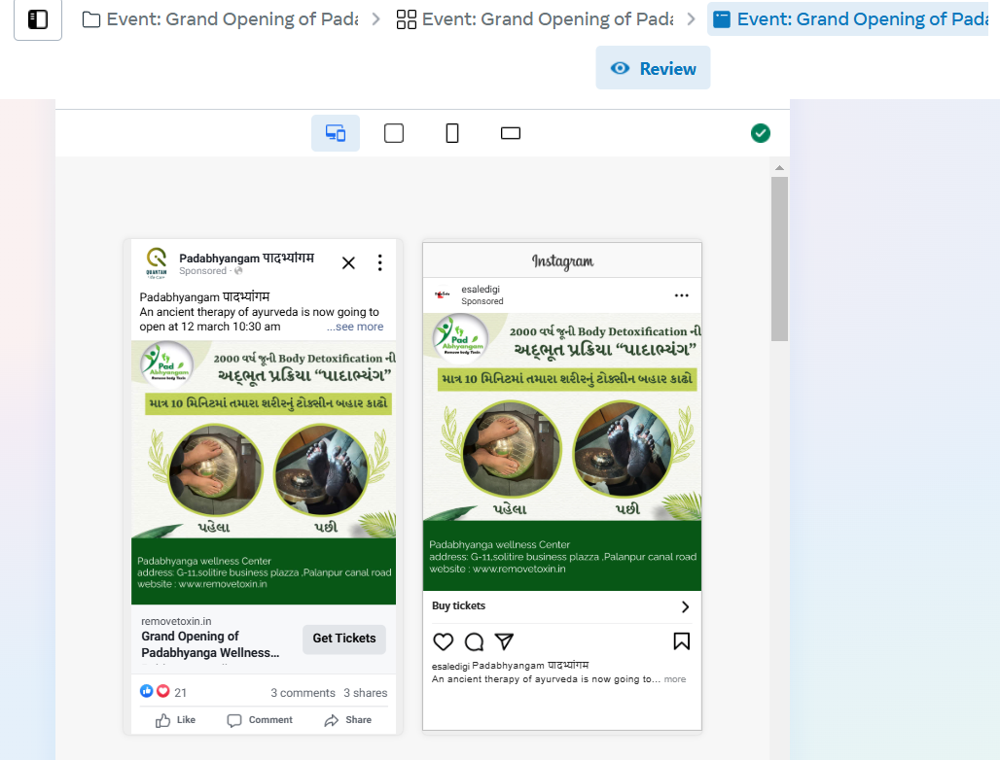 Event: Grand Opening of Pada
Event: Grand Opening of Pada
Event: Grand Opening of Pada
Review
DHANTAM
Life Care
Padabhyangam पादभ्यांगम
Sponsored ·
Padabhyangam पादभ्यांगम
An ancient therapy of ayurveda is now going to
open at 12 march 10:30 am ...see more
Pad
Abhyangam
Remove body Toxin
2000 વર્ષ જૂની Body Detoxification ની
અદ્ભૂત પ્રક્રિયા “પાદાભ્યંગ”
માત્ર 10 મિનિટમાં તમારા શરીરનું ટોક્સીન બહાર કાઢો
પહેલા
પછી
Padabhyanga wellness Center
address: G-11,solitire business plazza ,Palanpur canal road
website : www.removetoxin.in
removetoxin.in
Grand Opening of
Padabhyanga Wellness...
Get Tickets
21
3 comments 3 shares
Like Comment Share
Instagram
esaledigi
Sponsored
Pad
Abhyangam
Remove body Toxin
2000 વર્ષ જૂની Body Detoxification ની
અદ્ભૂત પ્રક્રિયા “પાદાભ્યંગ”
માત્ર 10 મિનિટમાં તમારા શરીરનું ટોક્સીન બહાર કાઢો
પહેલા
પછી
Padabhyanga wellness Center
address: G-11,solitire business plazza ,Palanpur canal road
website : www.removetoxin.in
Buy tickets
esaledigi Padabhyangam पादभ्यांगम
An ancient therapy of ayurveda is now going to... more